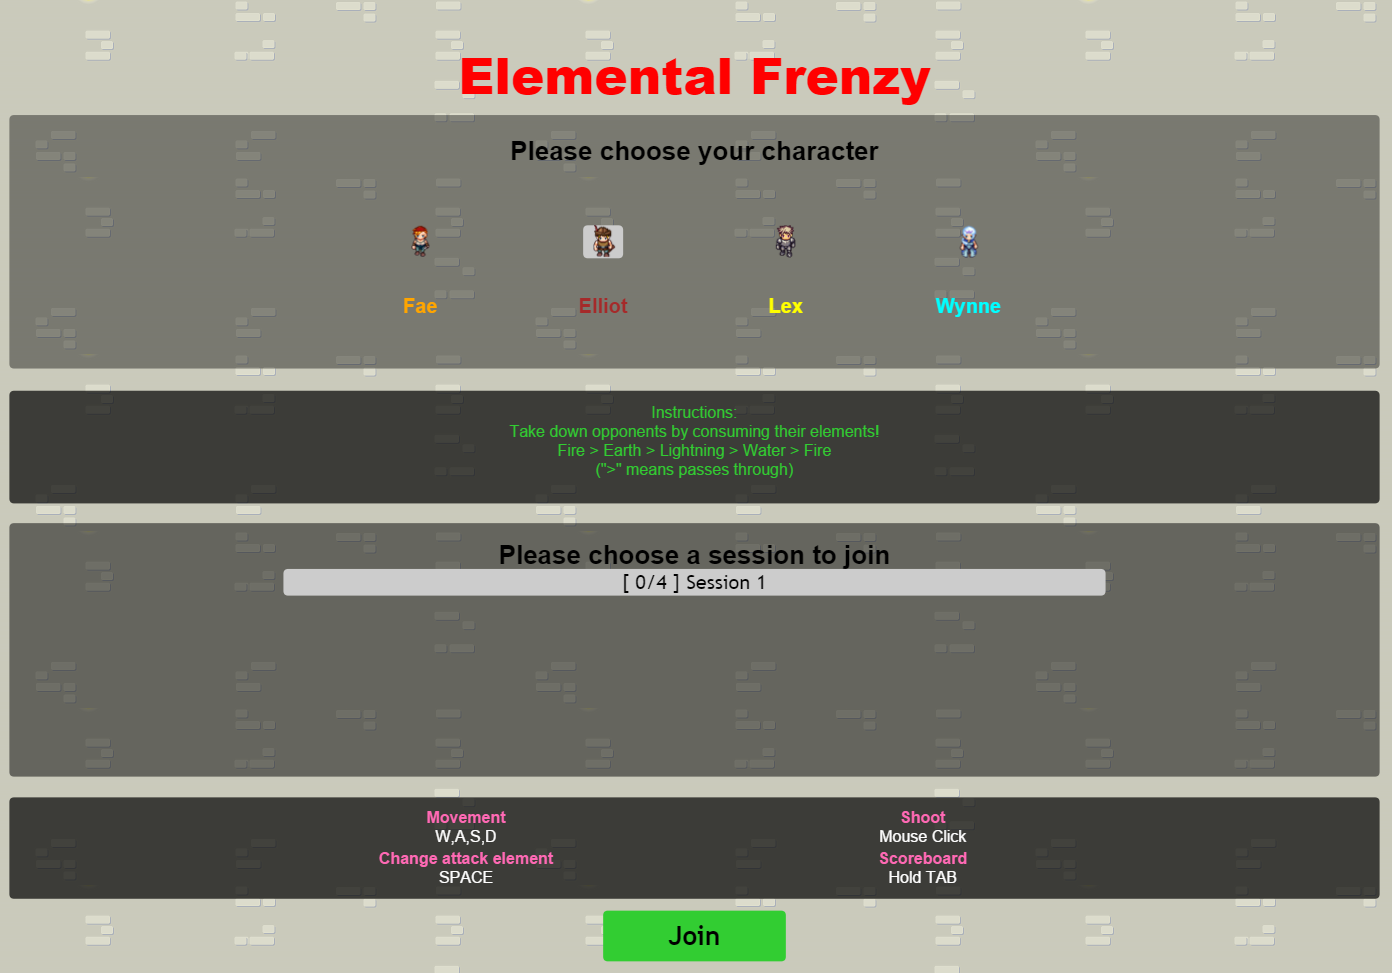 Elemental Frenzy
Please choose your character
Fae Elliot Lex Wynne
Instructions:
Take down opponents by consuming their elements!
Fire > Earth > Lightning > Water > Fire
(">" means passes through)
Please choose a session to join
[ 0/4 ] Session 1
Movement Shoot
W,A,S,D Mouse Click
Change attack element Scoreboard
SPACE Hold TAB
Join